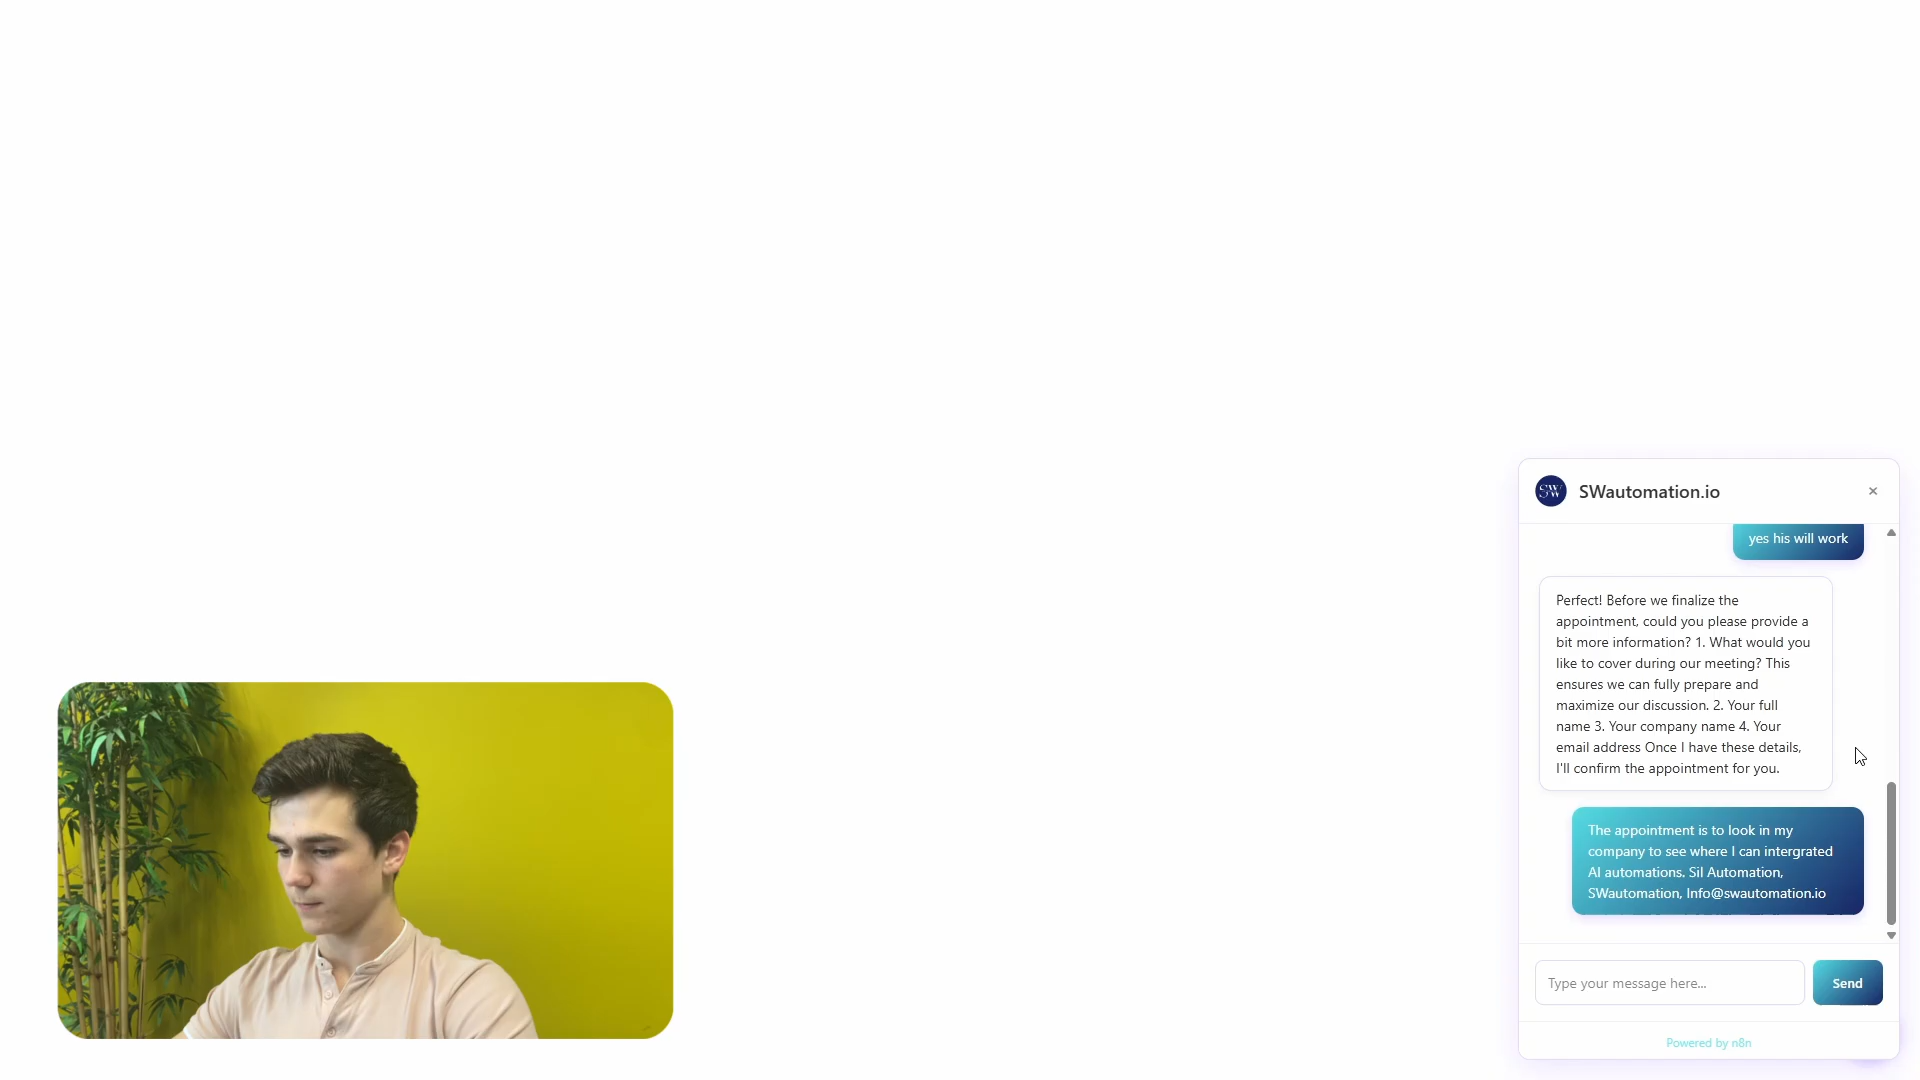 SW
SWautomation.io
×
yes his will work
Perfect! Before we finalize the
appointment, could you please provide a
bit more information? 1. What would you
like to cover during our meeting? This
ensures we can fully prepare and
maximize our discussion. 2. Your full
name 3. Your company name 4. Your
email address Once I have these details,
I'll confirm the appointment for you.
The appointment is to look in my
company to see where I can intergrated
AI automations. Sil Automation,
SWautomation, Info@swautomation.io
Type your message here...
Send
Powered by n8n